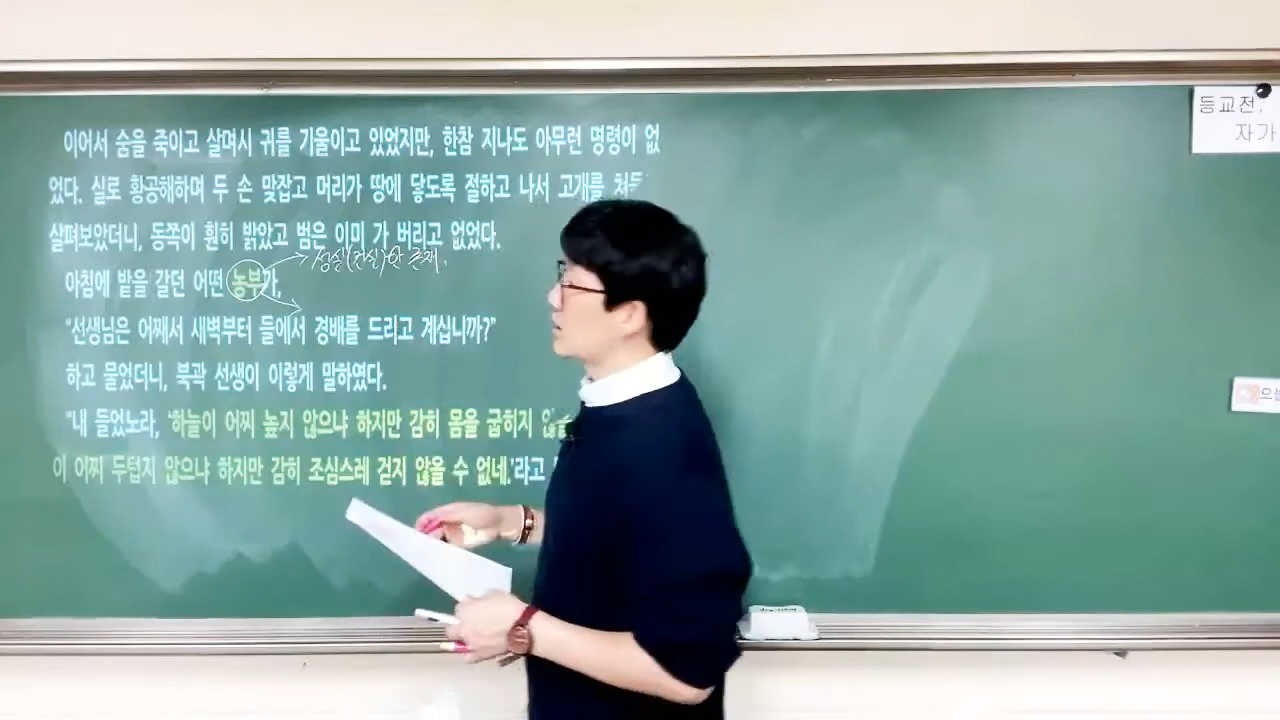 이어서 숨을 죽이고 살며시 귀를 기울이고 있었지만, 한참 지나도 아무런 명령이 없
었다. 실로 황공해하며 두 손 맞잡고 머리가 땅에 닿도록 절하고 나서 고개를 쳐들
살펴보았더니, 동쪽이 훤히 밝았고 범은 이미 가 버리고 없었다.
성실(진실)한 존재.
아침에 밭을 갈던 어떤 농부가,
"선생님은 어째서 새벽부터 들에서 경배를 드리고 계십니까?"
하고 물었더니, 북곽 선생이 이렇게 말하였다.
"내 들었노라, '하늘이 어찌 높지 않으냐 하지만 감히 몸을 굽히지 않을
이 어찌 두텁지 않으냐 하지만 감히 조심스레 걷지 않을 수 없네.'라고
등교전,
자가
오늘